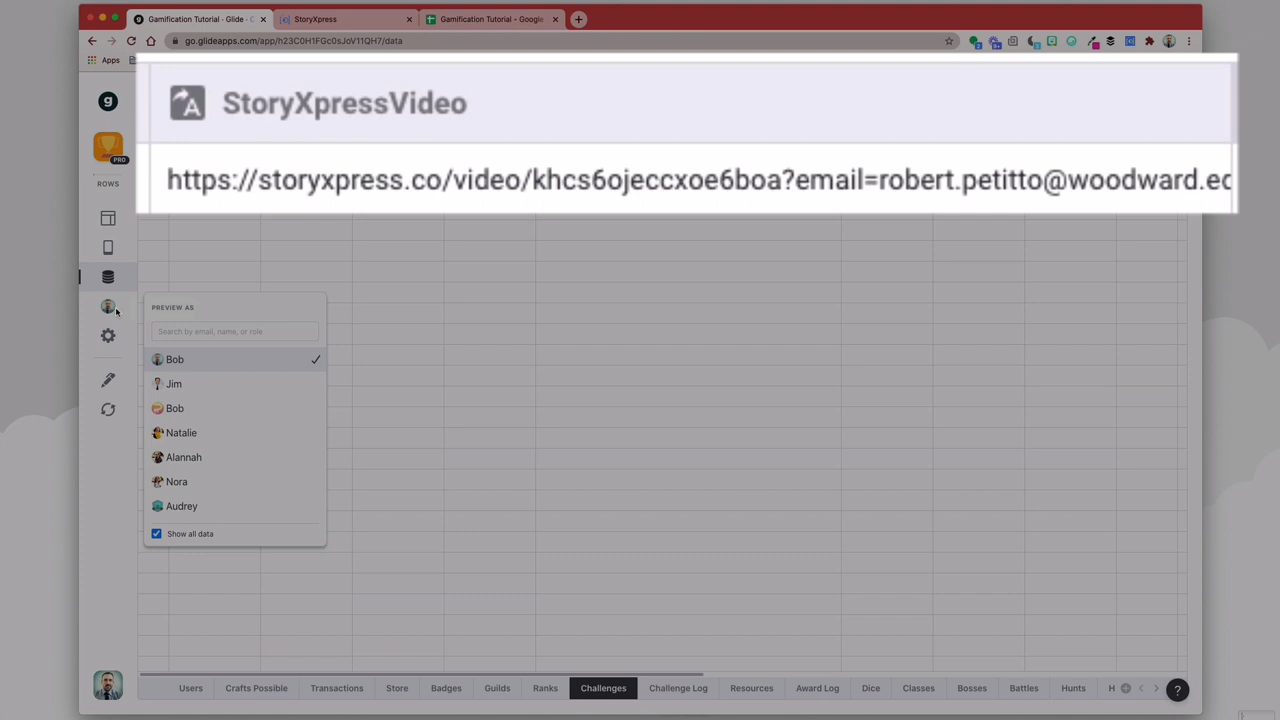 Gamification Tutorial - Glide - C
StoryXpress
Gamification Tutorial - Google
go.glideapps.com/app/h23C0H1FGc0sJoV11QH7/data
Apps
StoryXpressVideo
https://storyxpress.co/video/khcs6ojeccxoe6boa?email=robert.petitto@woodward.ed
g
PRO
ROWS
PREVIEW AS
Search by email, name, or role
Bob
Jim
Bob
Natalie
Alannah
Nora
Audrey
Show all data
Users
Crafts Possible
Transactions
Store
Badges
Guilds
Ranks
Challenges
Challenge Log
Resources
Award Log
Dice
Classes
Bosses
Battles
Hunts
H
?